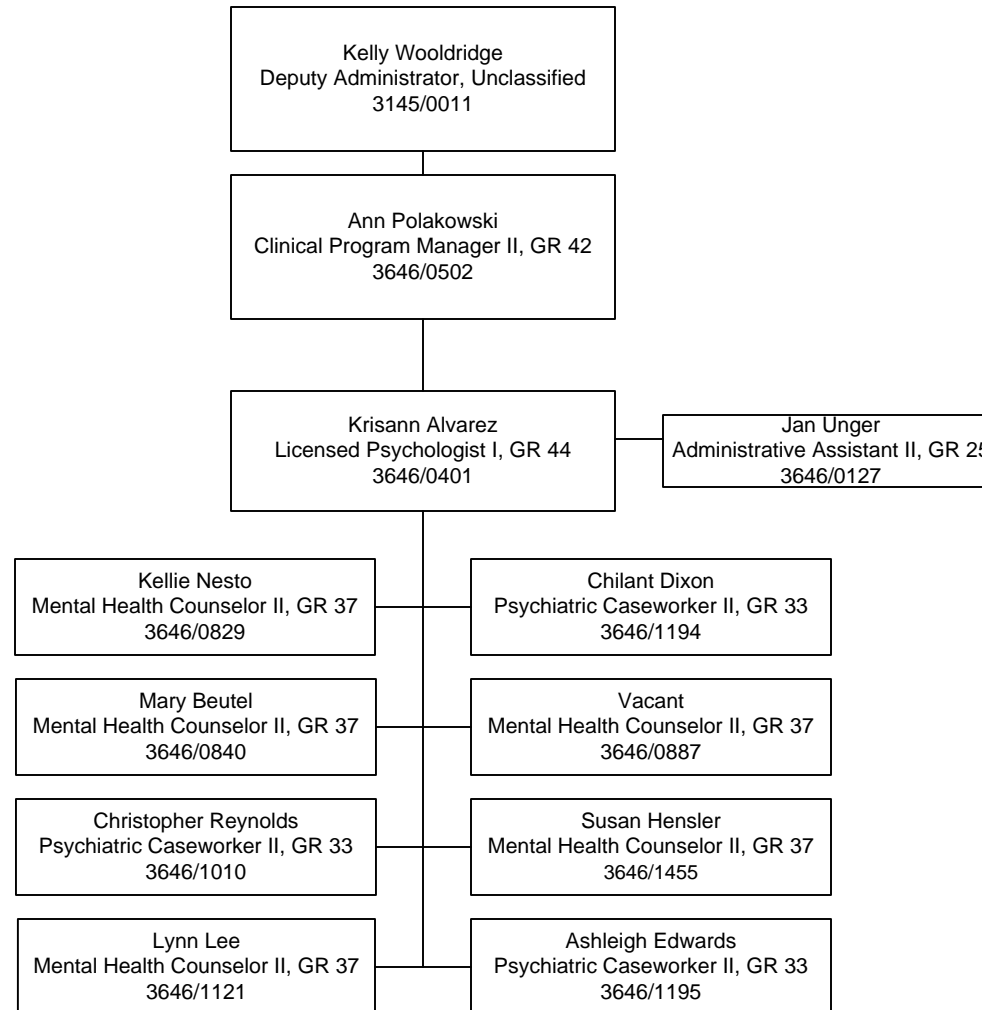 Kelly Wooldridge
Deputy Administrator, Unclassified
3145/0011
Ann Polakowski
Clinical Program Manager II, GR 42
3646/0502
Krisann Alvarez
Licensed Psychologist I, GR 44
3646/0401
Jan Unger
Administrative Assistant II, GR 25
3646/0127
Kellie Nesto
Mental Health Counselor II, GR 37
3646/0829
Chilant Dixon
Psychiatric Caseworker II, GR 33
3646/1194
Mary Beutel
Mental Health Counselor II, GR 37
3646/0840
Vacant
Mental Health Counselor II, GR 37
3646/0887
Christopher Reynolds
Psychiatric Caseworker II, GR 33
3646/1010
Susan Hensler
Mental Health Counselor II, GR 37
3646/1455
Lynn Lee
Mental Health Counselor II, GR 37
3646/1121
Ashleigh Edwards
Psychiatric Caseworker II, GR 33
3646/1195